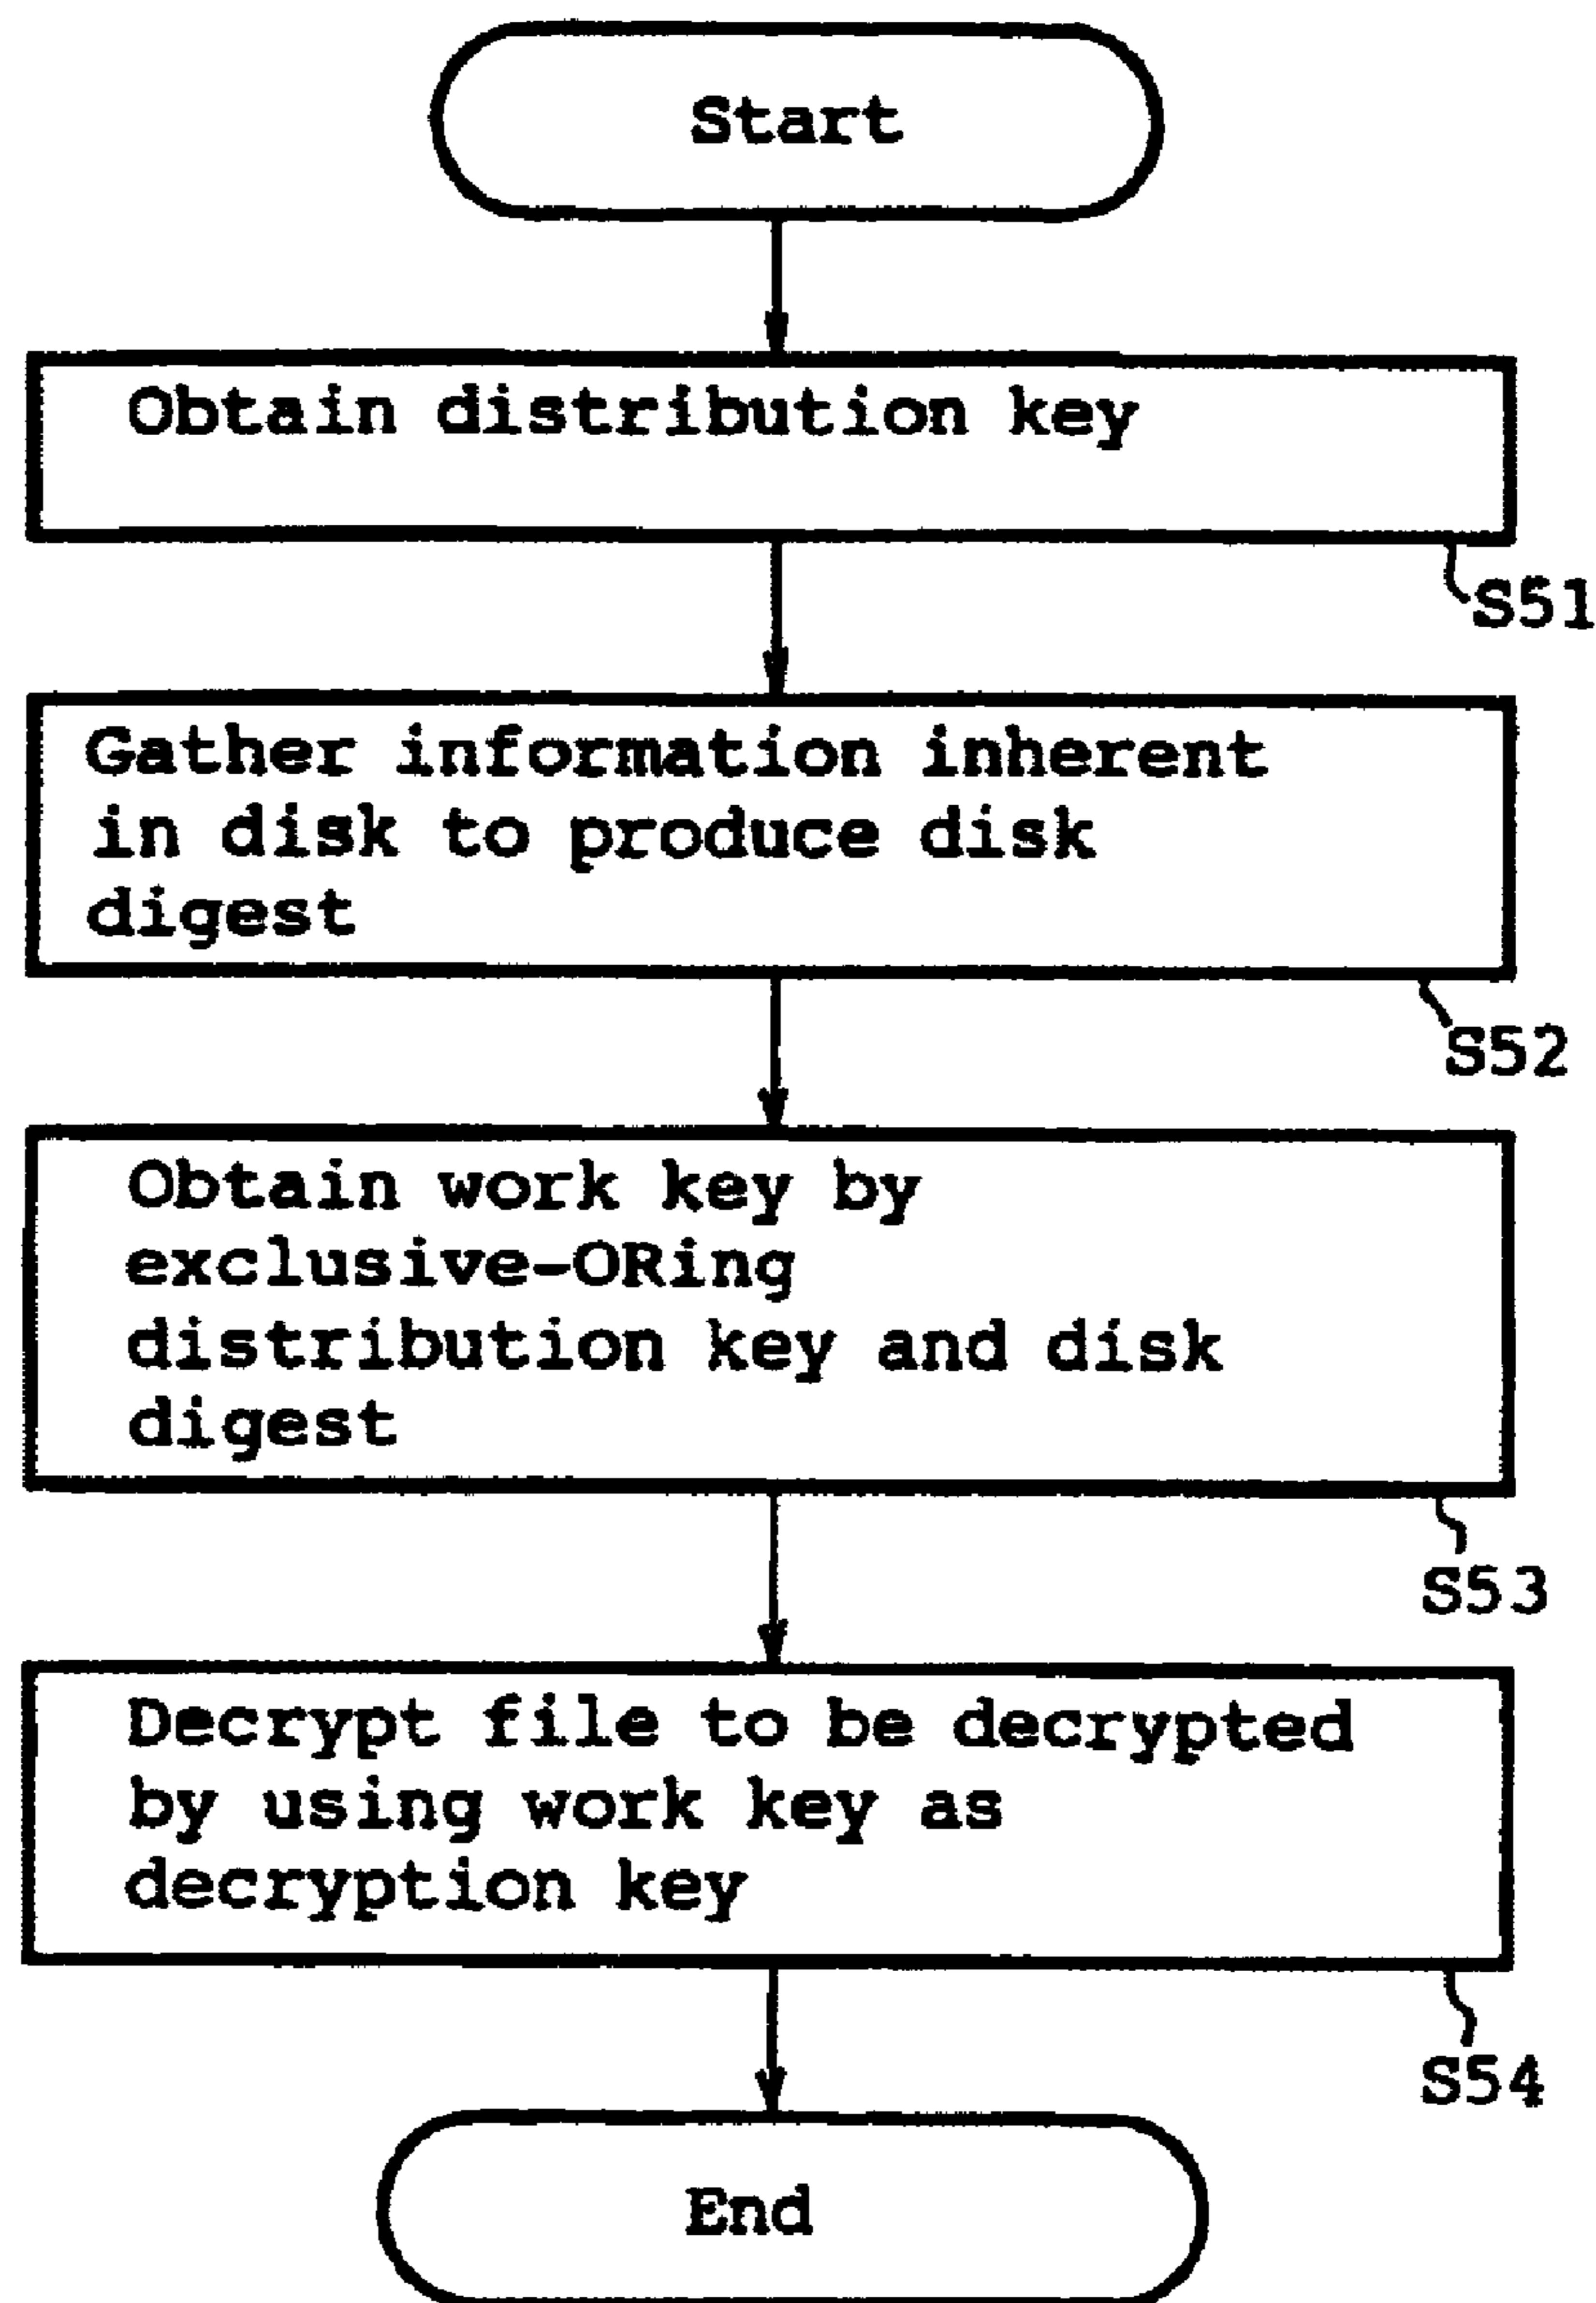 Start
Obtain distribution key
S51
Gather information inherent
in disk to produce disk
digest
S52
Obtain work key by
exclusive-ORing
distribution key and disk
digest
S53
Decrypt file to be decrypted
by using work key as
decryption key
S54
End